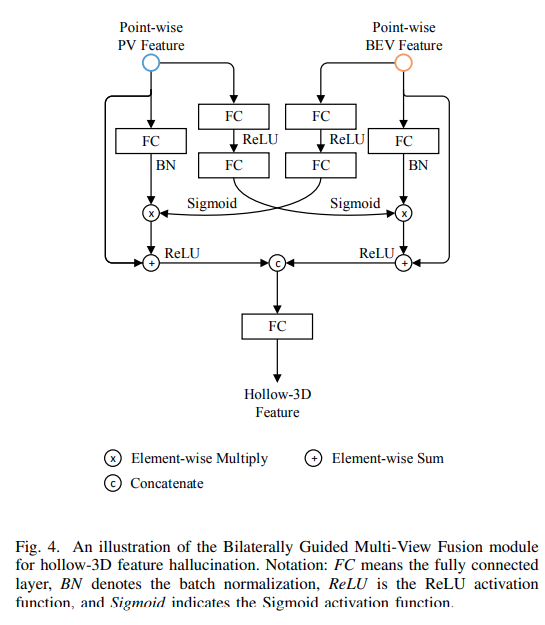 Point-wise
PV Feature
Point-wise
BEV Feature
FC
FC
FC
ReLU
ReLU
FC
BN
FC
FC
FC
BN
Sigmoid
Sigmoid
x
x
ReLU
ReLU
+
c
+
FC
Hollow-3D
Feature
x Element-wise Multiply
+ Element-wise Sum
c Concatenate
Fig. 4. An illustration of the Bilaterally Guided Multi-View Fusion module
for hollow-3D feature hallucination. Notation: FC means the fully connected
layer, BN denotes the batch normalization, ReLU is the ReLU activation
function, and Sigmoid indicates the Sigmoid activation function.